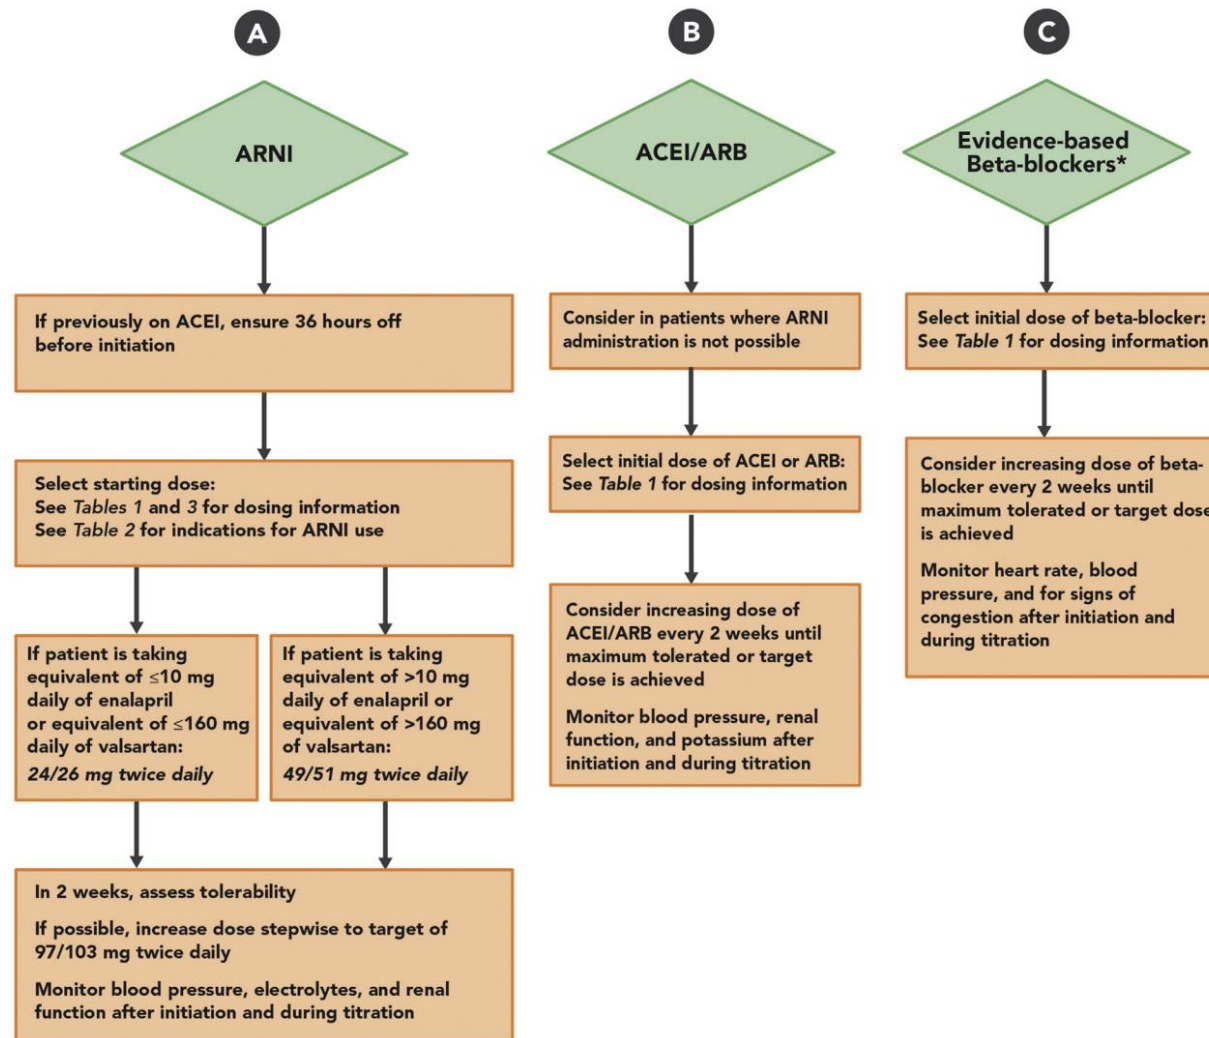 A
ARNI
If previously on ACEI, ensure 36 hours off
before initiation
Select starting dose:
See Tables 1 and 3 for dosing information
See Table 2 for indications for ARNI use
If patient is taking
equivalent of ≤10 mg
daily of enalapril
or equivalent of ≤160 mg
daily of valsartan:
24/26 mg twice daily
If patient is taking
equivalent of >10 mg
daily of enalapril or
equivalent of >160 mg
of valsartan:
49/51 mg twice daily
In 2 weeks, assess tolerability
If possible, increase dose stepwise to target of
97/103 mg twice daily
Monitor blood pressure, electrolytes, and renal
function after initiation and during titration
B
ACEI/ARB
Consider in patients where ARNI
administration is not possible
Select initial dose of ACEI or ARB:
See Table 1 for dosing information
Consider increasing dose of
ACEI/ARB every 2 weeks until
maximum tolerated or target
dose is achieved
Monitor blood pressure, renal
function, and potassium after
initiation and during titration
C
Evidence-based
Beta-blockers*
Select initial dose of beta-blocker:
See Table 1 for dosing information
Consider increasing dose of beta-
blocker every 2 weeks until
maximum tolerated or target dose
is achieved
Monitor heart rate, blood
pressure, and for signs of
congestion after initiation and
during titration